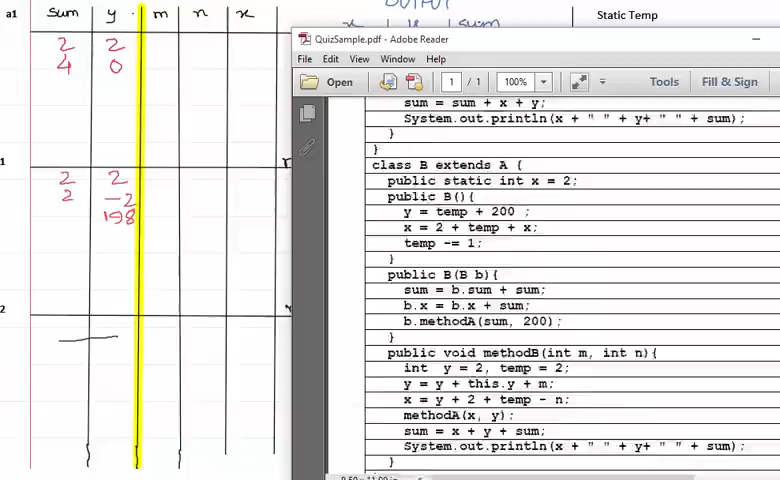 OUTPUT
a1 sum y m n x
x y sum
Static Temp
2 2
4 0
1
2 2
2 -2
198
2
QuizSample.pdf - Adobe Reader
File Edit View Window Help
Open 1 / 1 100% Tools Fill & Sign
sum = sum + x + y;
System.out.println(x + " " + y+ " " + sum);
}
}
class B extends A {
public static int x = 2;
public B(){
y = temp + 200 ;
x = 2 + temp + x;
temp -= 1;
}
public B(B b){
sum = b.sum + sum;
b.x = b.x + sum;
b.methodA(sum, 200);
}
public void methodB(int m, int n){
int  y = 2, temp = 2;
y = y + this.y + m;
x = y + 2 + temp - n;
methodA(x, y);
sum = x + y + sum;
System.out.println(x + " " + y+ " " + sum);
}